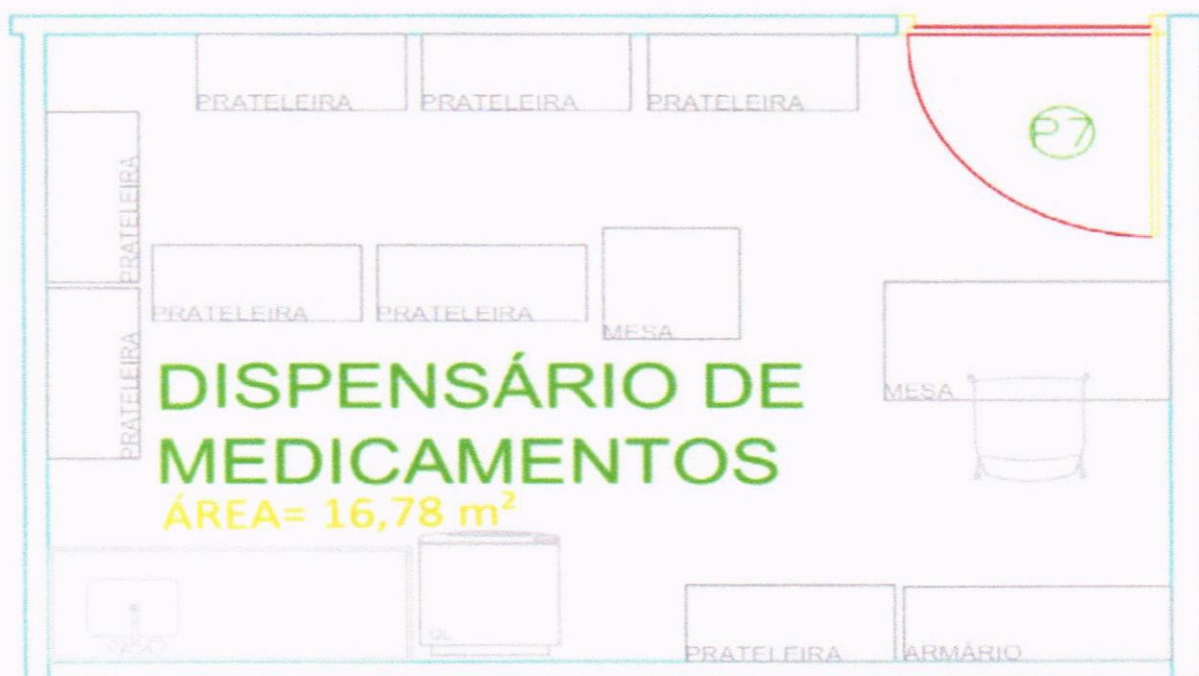 PRATELEIRA
PRATELEIRA
PRATELEIRA
P7
PRATELEIRA
PRATELEIRA
PRATELEIRA
MESA
PRATELEIRA
MESA
DISPENSÁRIO DE
MEDICAMENTOS
ÁREA= 16,78 m²
GL
PRATELEIRA
ARMÁRIO